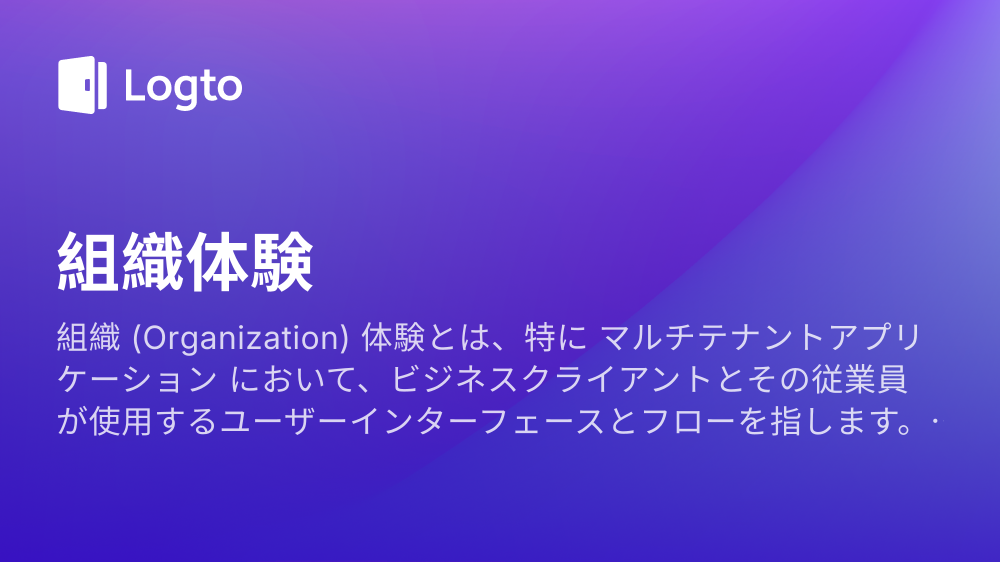 Logto
組織体験
組織 (Organization) 体験とは、特に マルチテナントアプリ
ケーション において、ビジネスクライアントとその従業員
が使用するユーザーインターフェースとフローを指します。·